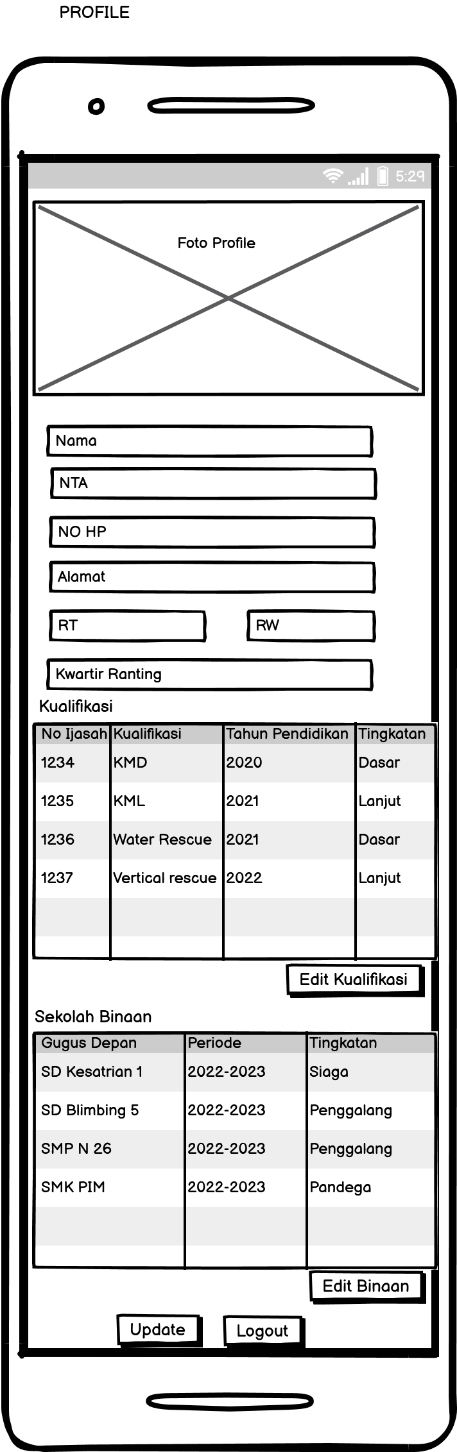 PROFILE
5:29
Foto Profile
Nama
NTA
NO HP
Alamat
RT RW
Kwartir Ranting
Kualifikasi
No Ijasah Kualifikasi Tahun Pendidikan Tingkatan
1234 KMD 2020 Dasar
1235 KML 2021 Lanjut
1236 Water Rescue 2021 Dasar
1237 Vertical rescue 2022 Lanjut
Edit Kualifikasi
Sekolah Binaan
Gugus Depan Periode Tingkatan
SD Kesatrian 1 2022-2023 Siaga
SD Blimbing 5 2022-2023 Penggalang
SMP N 26 2022-2023 Penggalang
SMK PIM 2022-2023 Pandega
Edit Binaan
Update Logout